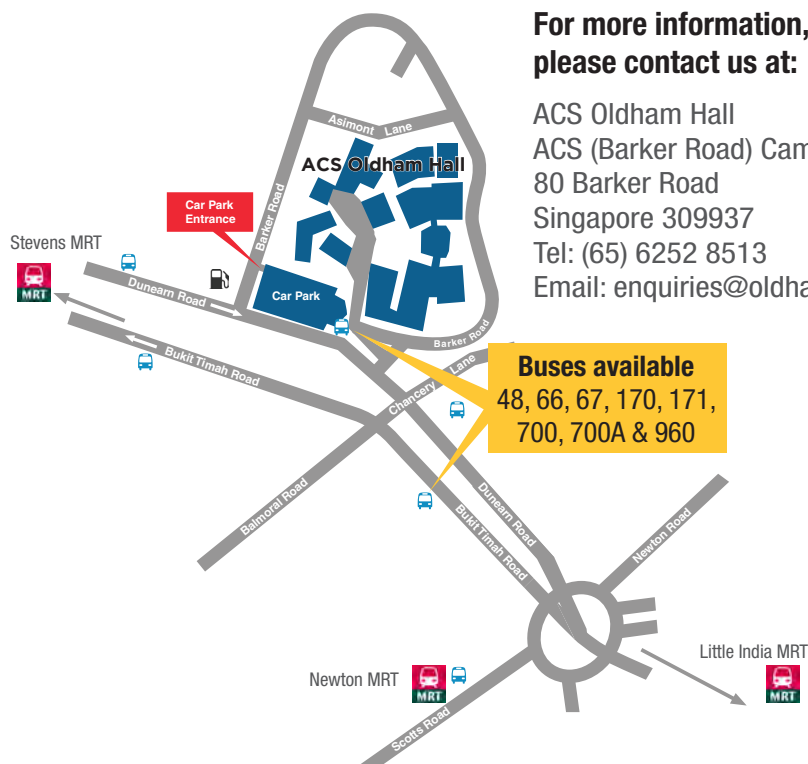 For more information,
please contact us at:
ACS Oldham Hall
ACS (Barker Road) Cam
80 Barker Road
Singapore 309937
Tel: (65) 6252 8513
Email: enquiries@oldha
Asimont Lane
ACS Oldham Hall
Barker Road
Car Park
Entrance
Stevens MRT
MRT
Dunearn Road
Car Park
Barker Road
Bukit Timah Road
Chancery Lane
Buses available
48, 66, 67, 170, 171,
700, 700A & 960
Balmoral Road
Dunearn Road
Bukit Timah Road
Newton Road
Newton MRT
MRT
Scotts Road
Little India MRT
MRT